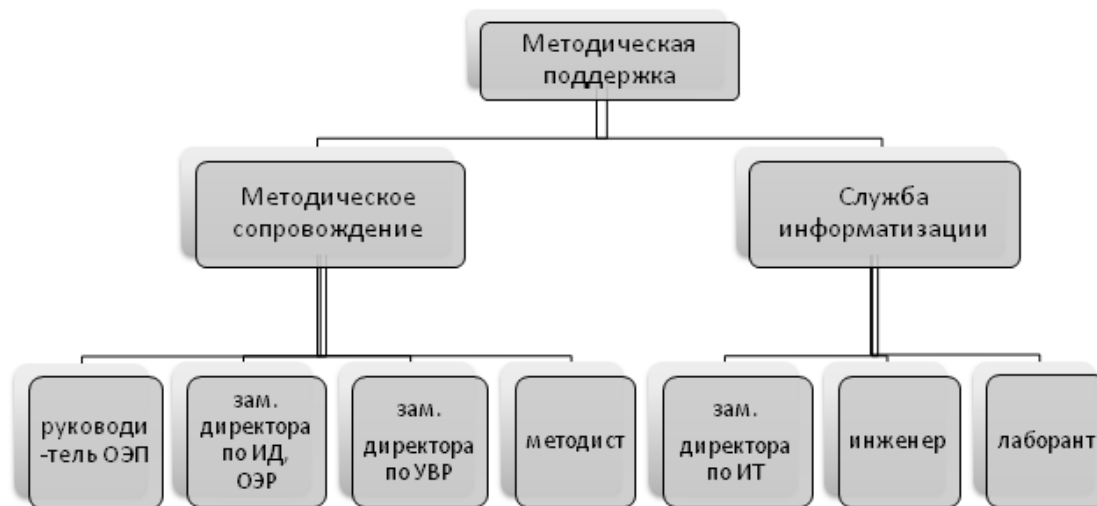 Методическая
поддержка
Методическое
сопровождение
Служба
информатизации
руководи
-тель ОЭП
зам.
директора
по ИД,
ОЭР
зам.
директора
по УВР
методист
зам.
директора
по ИТ
инженер
лаборант